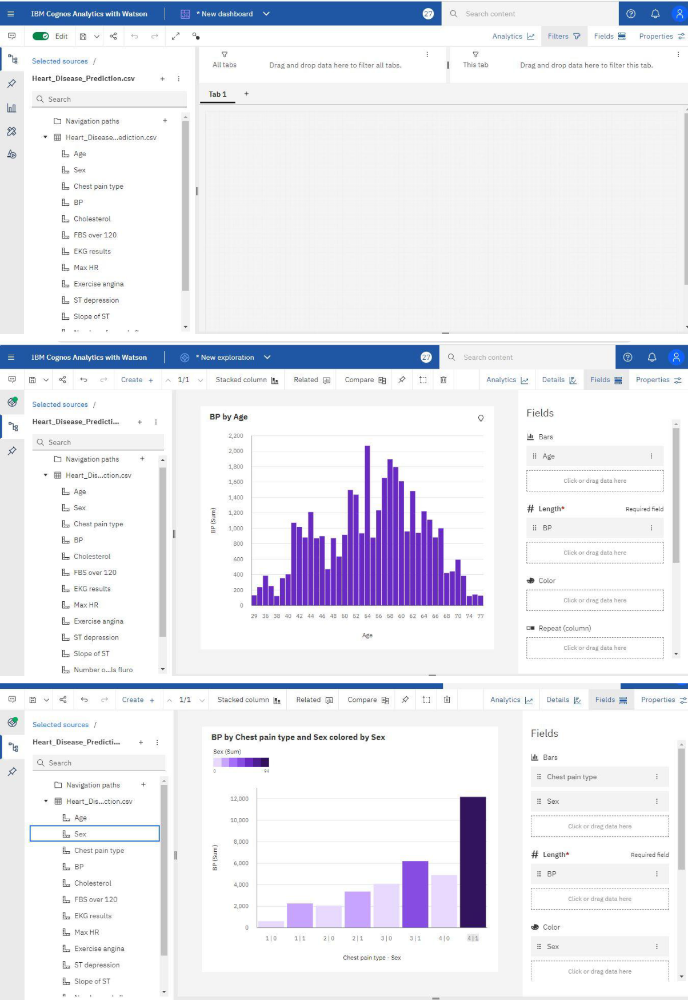 IBM Cognos Analytics with Watson
* New dashboard
27
Search content
Edit
Analytics
Filters
Fields
Properties
Selected sources /
All tabs
Drag and drop data here to filter all tabs.
This tab
Drag and drop data here to filter this tab.
Heart_Disease_Prediction.csv +
Search
Tab 1 +
Navigation paths +
Heart_Disease...ediction.csv
Age
Sex
Chest pain type
BP
Cholesterol
FBS over 120
EKG results
Max HR
Exercise angina
ST depression
Slope of ST
IBM Cognos Analytics with Watson
* New exploration
27
Search content
Create +
1/1
Stacked column
Related
Compare
Analytics
Details
Fields
Properties
Selected sources /
Heart_Disease_Predicti... +
Search
Navigation paths +
Heart_Dis...ction.csv
Age
Sex
Chest pain type
BP
Cholesterol
FBS over 120
EKG results
Max HR
Exercise angina
ST depression
Slope of ST
Number o...ls fluro
BP by Age
2,200
2,000
1,800
1,600
1,400
1,200
1,000
800
600
400
200
0
BP (Sum)
29 35 38 40 42 44 46 48 50 52 54 56 58 60 62 64 66 68 70 74 77
Age
Fields
Bars
Age
Click or drag data here
# Length* Required field
BP
Click or drag data here
Color
Click or drag data here
Repeat (column)
Click or drag data here
Create +
1/1
Stacked column
Related
Compare
Analytics
Details
Fields
Properties
Selected sources /
Heart_Disease_Predicti... +
Search
Navigation paths +
Heart_Dis...ction.csv
Age
Sex
Chest pain type
BP
Cholesterol
FBS over 120
EKG results
Max HR
Exercise angina
ST depression
Slope of ST
BP by Chest pain type and Sex colored by Sex
Sex (Sum)
0 94
12,000
10,000
8,000
6,000
4,000
2,000
0
BP (Sum)
1|0 1|1 2|0 2|1 3|0 3|1 4|0 4|1
Chest pain type - Sex
Fields
Bars
Chest pain type
Sex
Click or drag data here
# Length* Required field
BP
Click or drag data here
Color
Sex
Click or drag data here